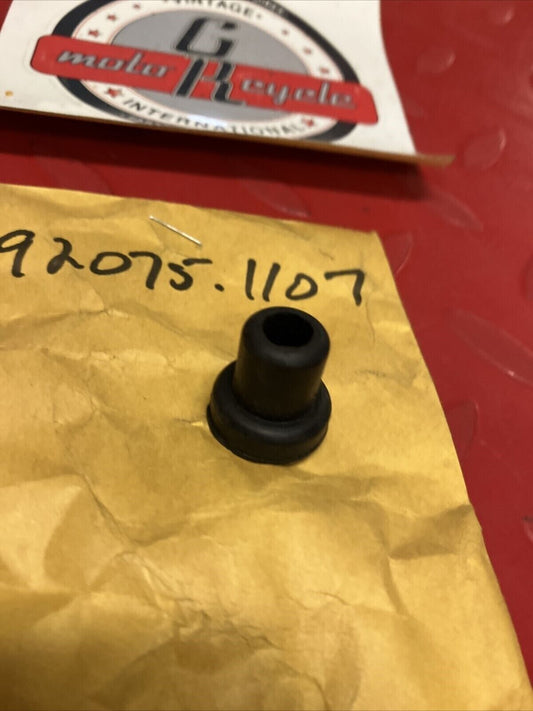 VINTAGE
G
moto R cycle
INTERNATIONAL
92075.1107